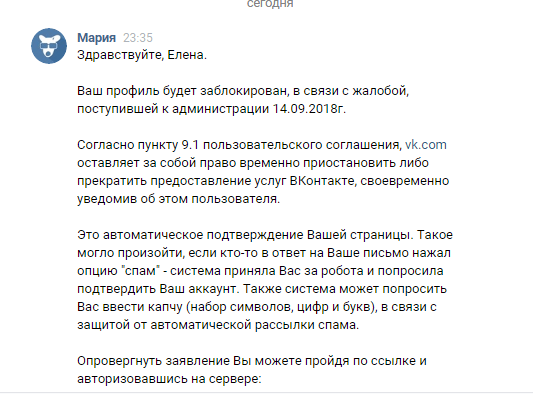 сегодня
Мария 23:35
Здравствуйте, Елена.
Ваш профиль будет заблокирован, в связи с жалобой,
поступившей к администрации 14.09.2018г.
Согласно пункту 9.1 пользовательского соглашения, vk.com
оставляет за собой право временно приостановить либо
прекратить предоставление услуг ВКонтакте, своевременно
уведомив об этом пользователя.
Это автоматическое подтверждение Вашей страницы. Такое
могло произойти, если кто-то в ответ на Ваше письмо нажал
опцию "спам" - система приняла Вас за робота и попросила
подтвердить Ваш аккаунт. Также система может попросить
Вас ввести капчу (набор символов, цифр и букв), в связи с
защитой от автоматической рассылки спама.
Опровергнуть заявление Вы можете пройдя по ссылке и
авторизовавшись на сервере: